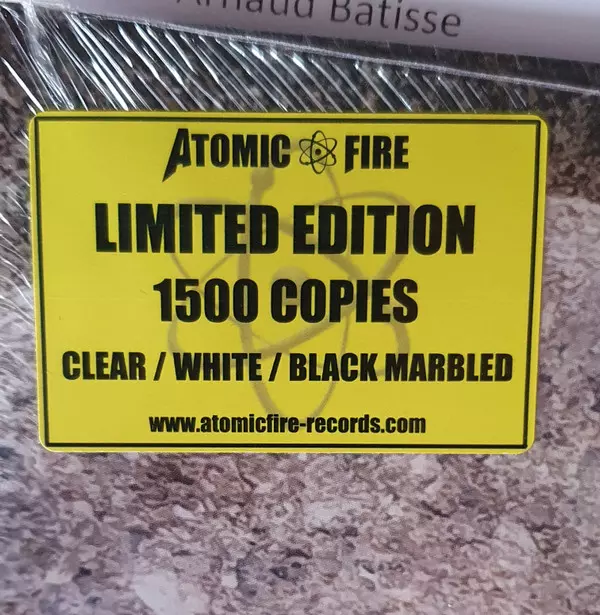 Arnaud Batisse
ATOMIC FIRE
LIMITED EDITION
1500 COPIES
CLEAR / WHITE / BLACK MARBLED
www.atomicfire-records.com